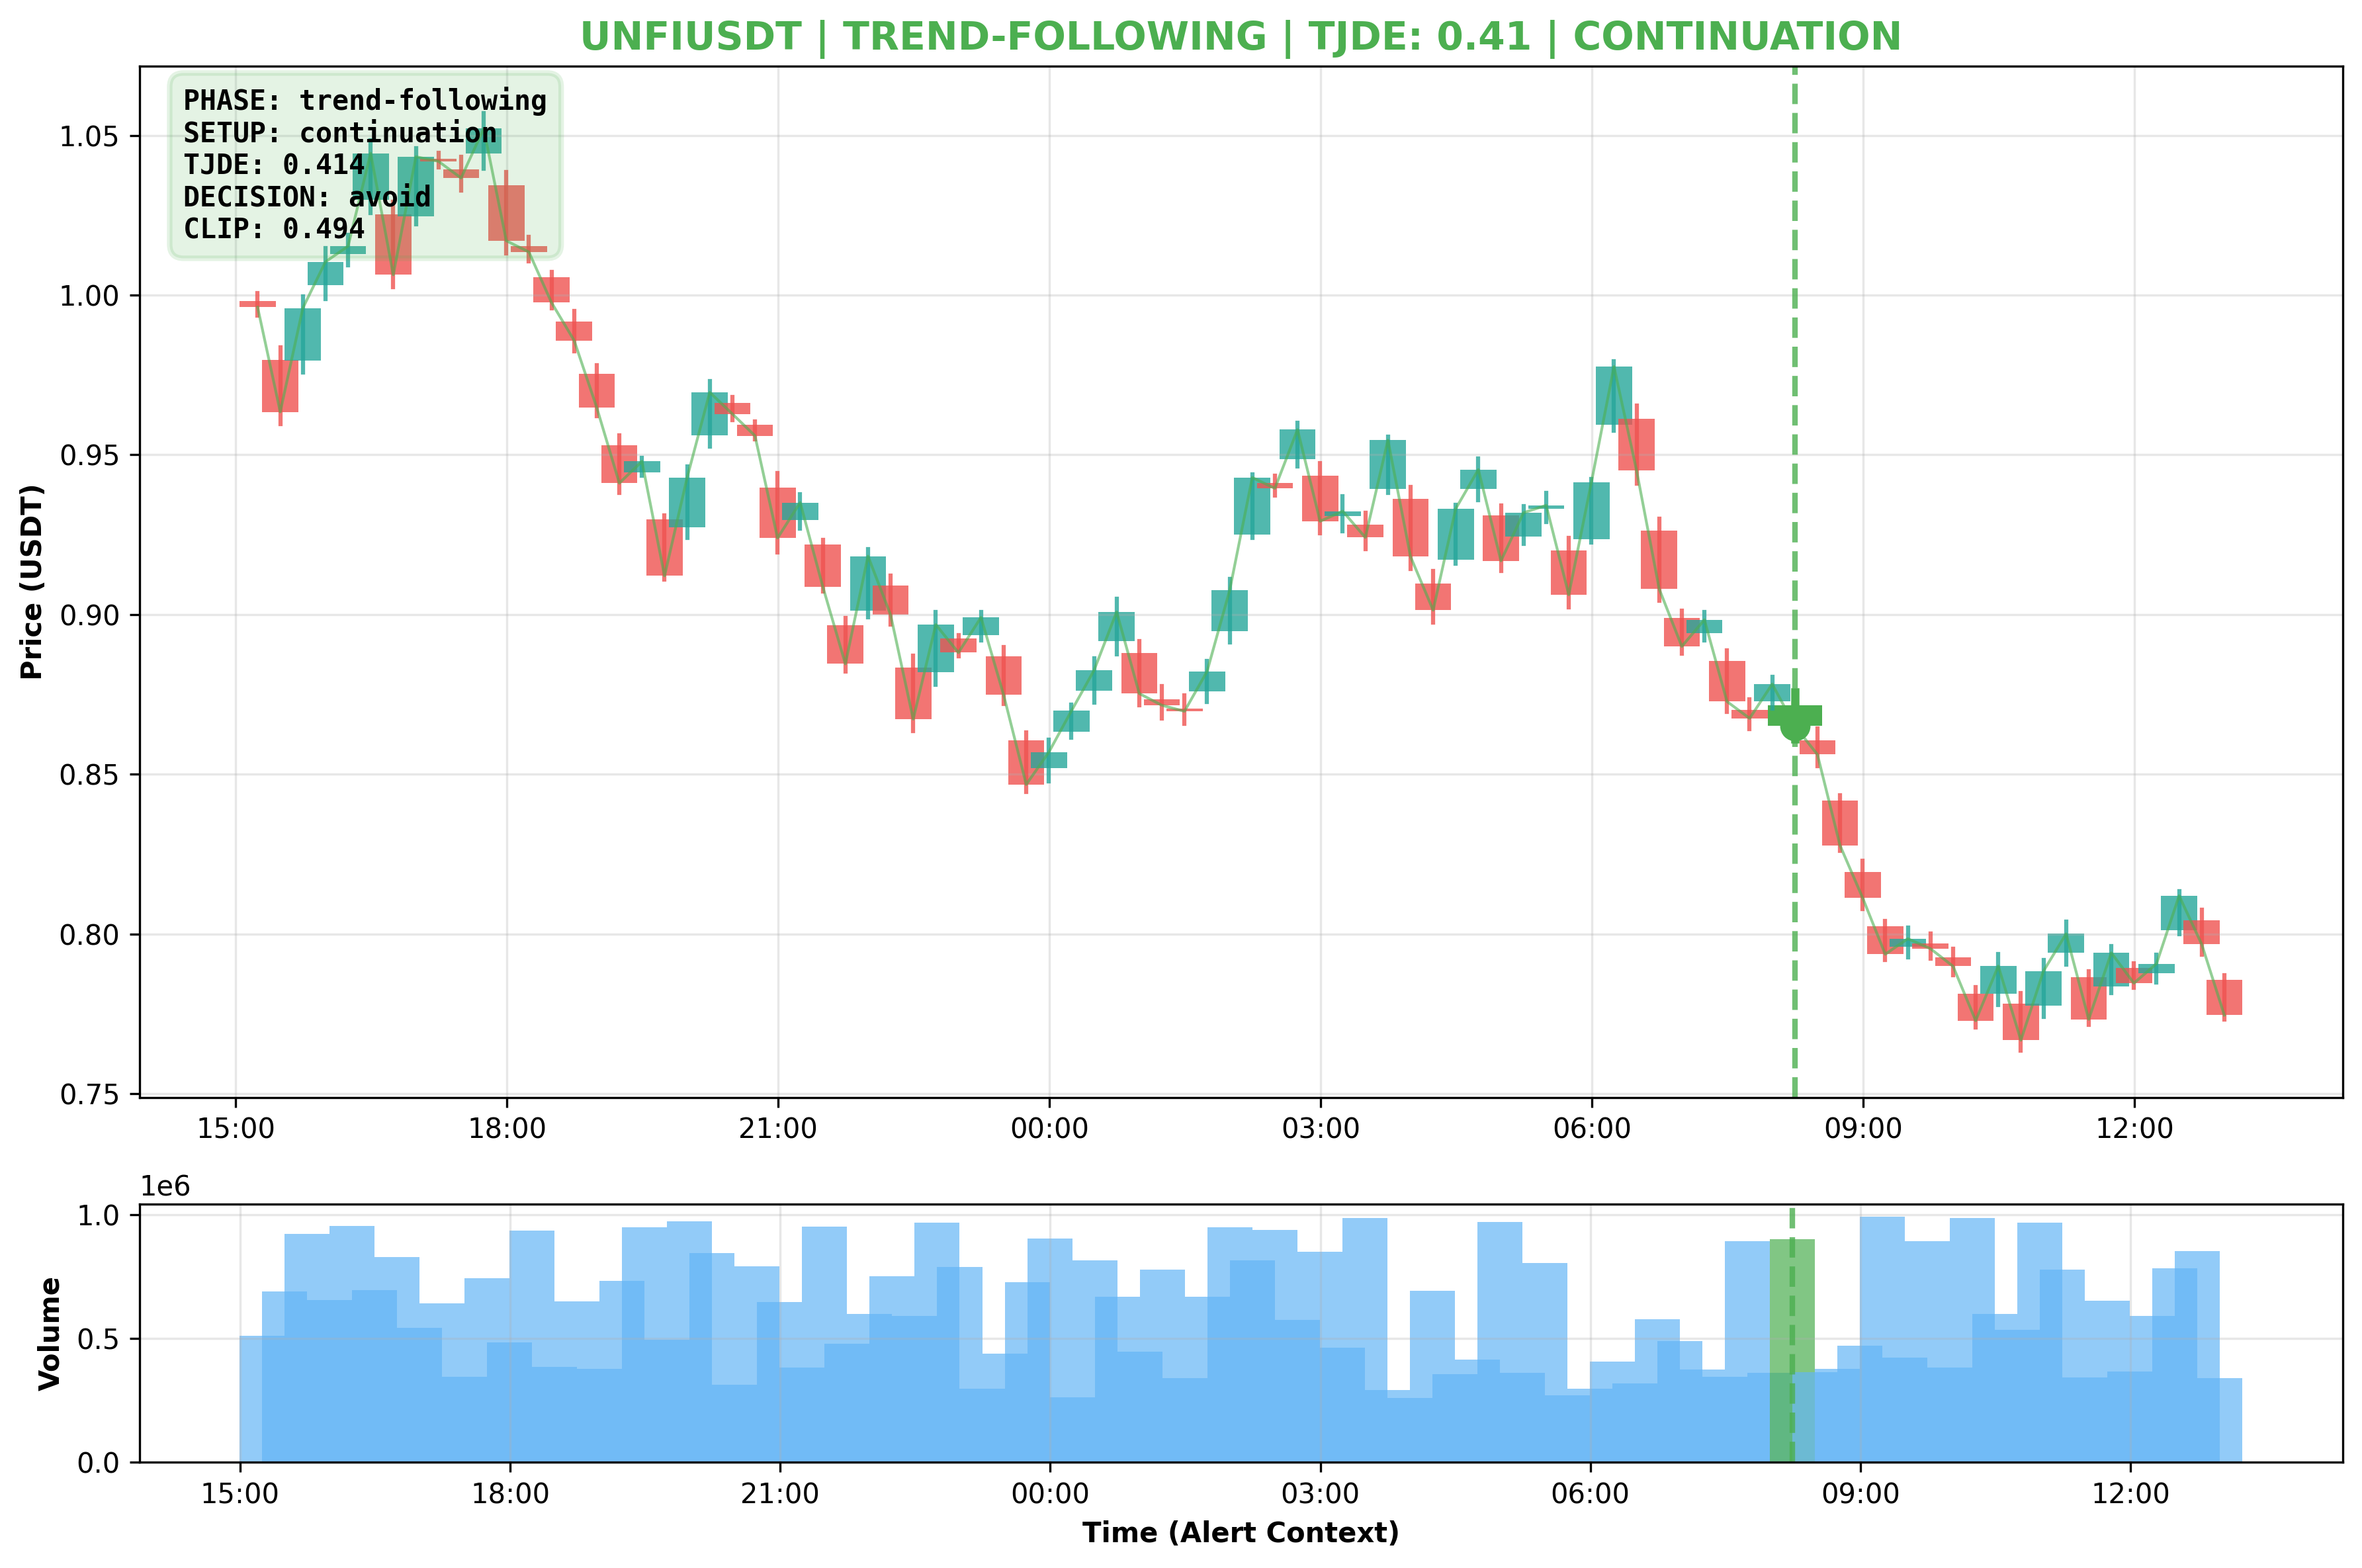 UNFIUSDT | TREND-FOLLOWING | TJDE: 0.41 | CONTINUATION
PHASE: trend-following
SETUP: continuation
TJDE: 0.414
DECISION: avoid
CLIP: 0.494
Price (USDT)
1.05
1.00
0.95
0.90
0.85
0.80
0.75
15:00 18:00 21:00 00:00 03:00 06:00 09:00 12:00
1e6
Volume
1.0
0.5
0.0
15:00 18:00 21:00 00:00 03:00 06:00 09:00 12:00
Time (Alert Context)